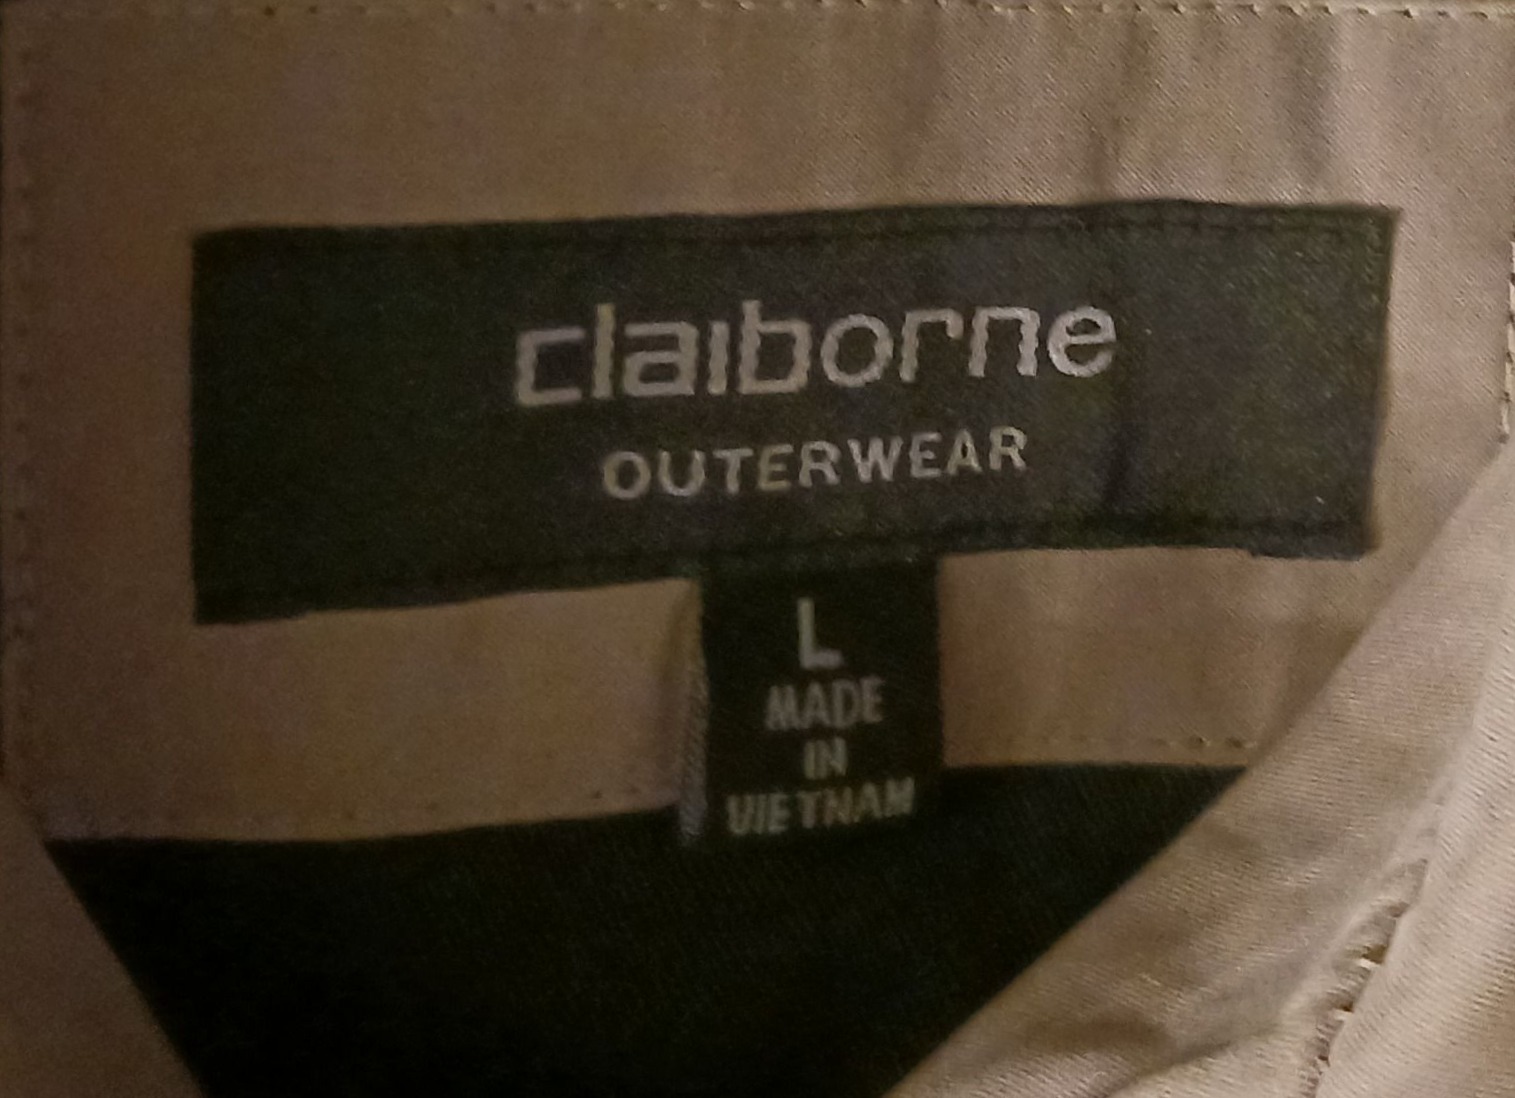 claiborne
OUTERWEAR
L
MADE
IN
VIETNAM